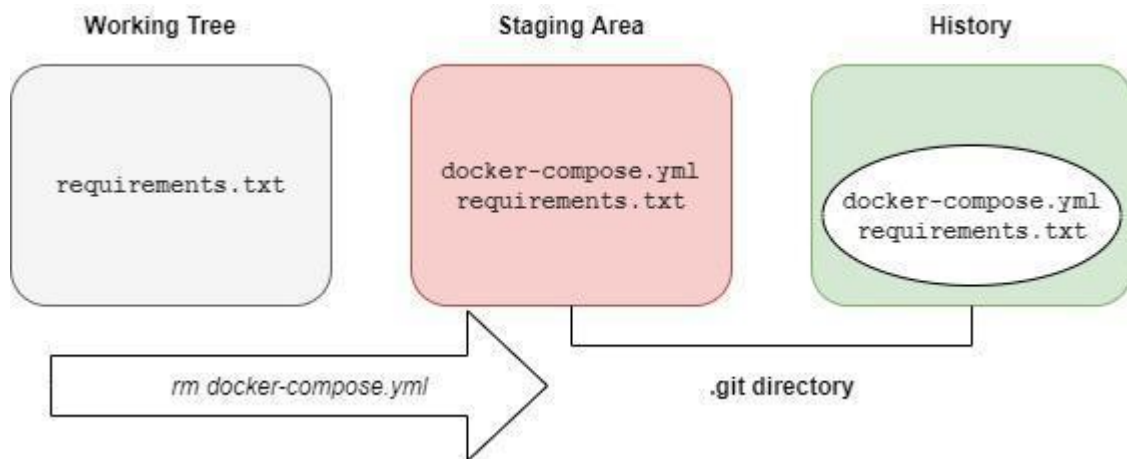 Working Tree
Staging Area
History
requirements.txt
docker-compose.yml
requirements.txt
docker-compose.yml
requirements.txt
rm docker-compose.yml
.git directory